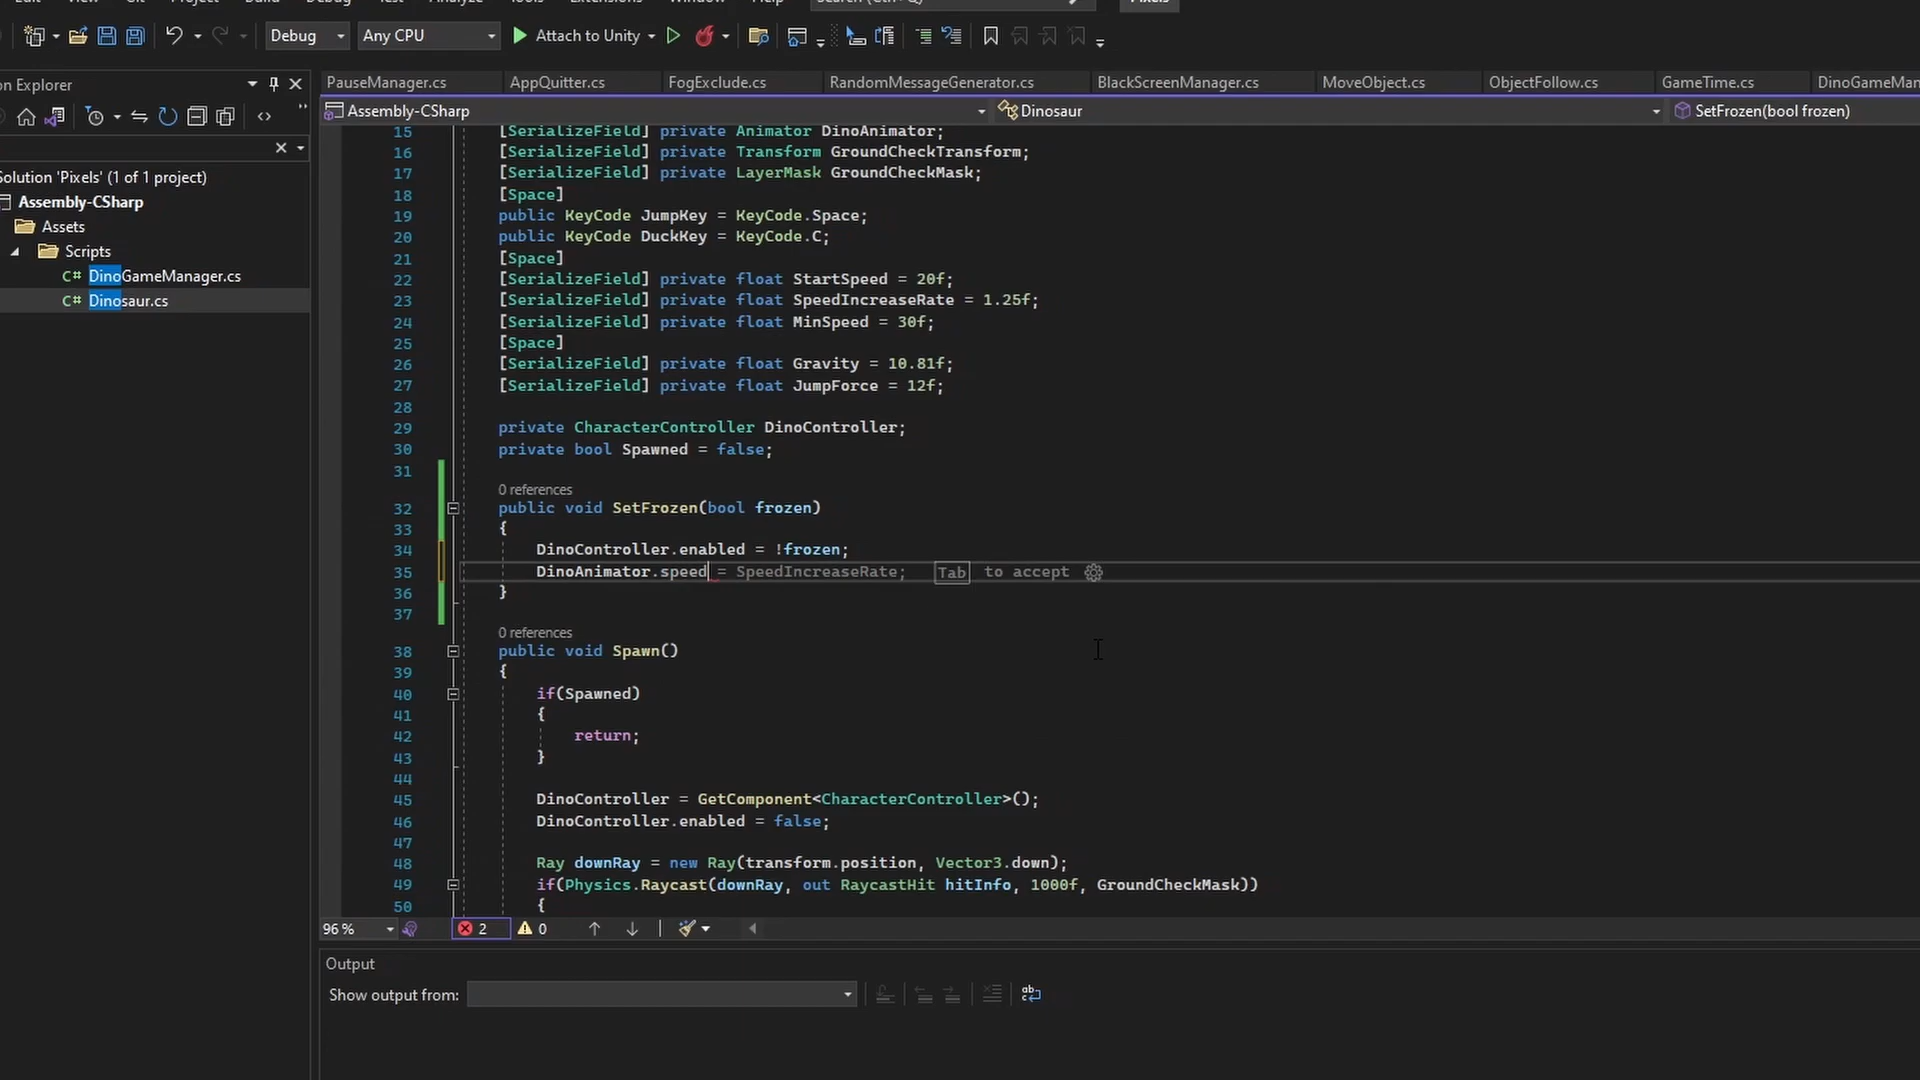 Debug Any CPU Attach to Unity
on Explorer
PauseManager.cs AppQuitter.cs FogExclude.cs RandomMessageGenerator.cs BlackScreenManager.cs MoveObject.cs ObjectFollow.cs GameTime.cs DinoGameMan
Assembly-CSharp Dinosaur SetFrozen(bool frozen)
Solution 'Pixels' (1 of 1 project)
Assembly-CSharp
Assets
Scripts
C# DinoGameManager.cs
C# Dinosaur.cs
15 [SerializeField] private Animator DinoAnimator;
16 [SerializeField] private Transform GroundCheckTransform;
17 [SerializeField] private LayerMask GroundCheckMask;
18 [Space]
19 public KeyCode JumpKey = KeyCode.Space;
20 public KeyCode DuckKey = KeyCode.C;
21 [Space]
22 [SerializeField] private float StartSpeed = 20f;
23 [SerializeField] private float SpeedIncreaseRate = 1.25f;
24 [SerializeField] private float MinSpeed = 30f;
25 [Space]
26 [SerializeField] private float Gravity = 10.81f;
27 [SerializeField] private float JumpForce = 12f;
28
29 private CharacterController DinoController;
30 private bool Spawned = false;
31
0 references
32 public void SetFrozen(bool frozen)
33 {
34 DinoController.enabled = !frozen;
35 DinoAnimator.speed = SpeedIncreaseRate; Tab to accept
36 }
37
0 references
38 public void Spawn()
39 {
40 if(Spawned)
41 {
42 return;
43 }
44
45 DinoController = GetComponent<CharacterController>();
46 DinoController.enabled = false;
47
48 Ray downRay = new Ray(transform.position, Vector3.down);
49 if(Physics.Raycast(downRay, out RaycastHit hitInfo, 1000f, GroundCheckMask))
50 {
96 % 2 0
Output
Show output from: